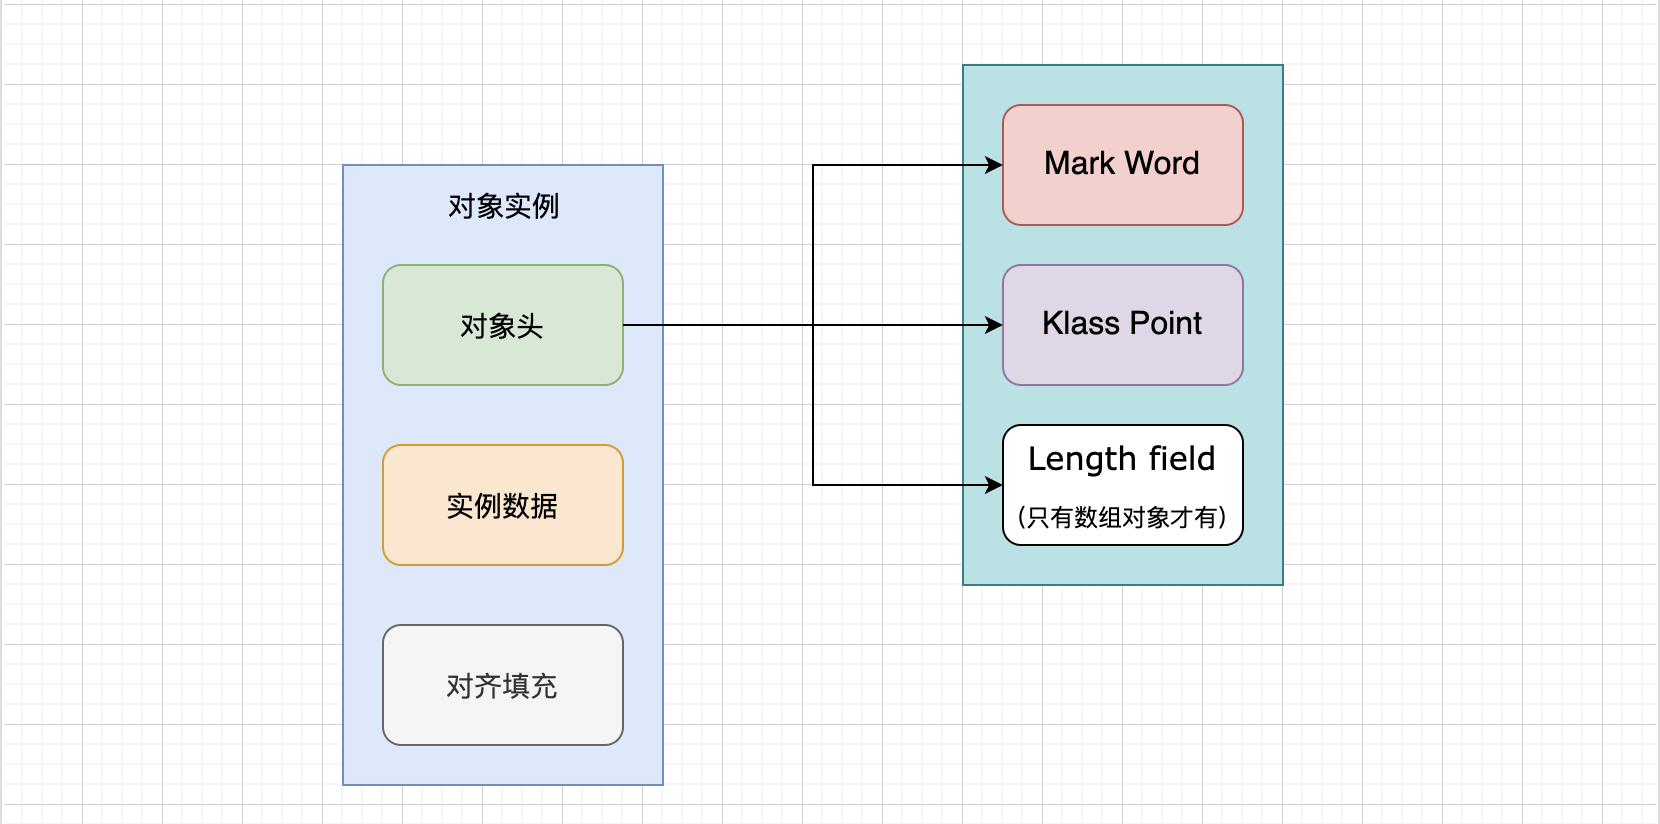 对象实例
对象头
实例数据
对齐填充
Mark Word
Klass Point
Length field
(只有数组对象才有)